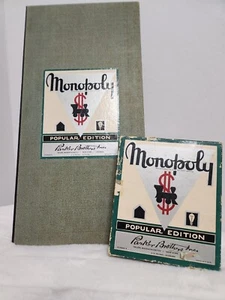 Monopoly
$
POPULAR EDITION
Parker Brothers Inc
Monopoly
$
POPULAR EDITION
Parker Brothers Inc